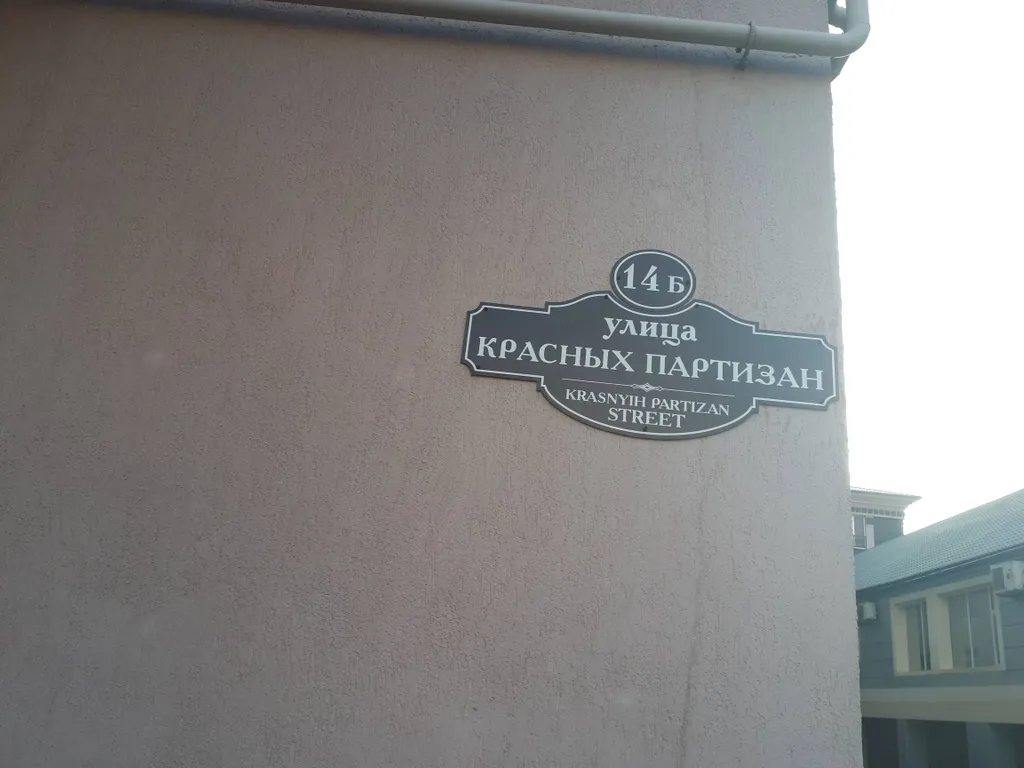 14 Б
улица
КРАСНЫХ ПАРТИЗАН
KRASNYIH PARTIZAN
STREET